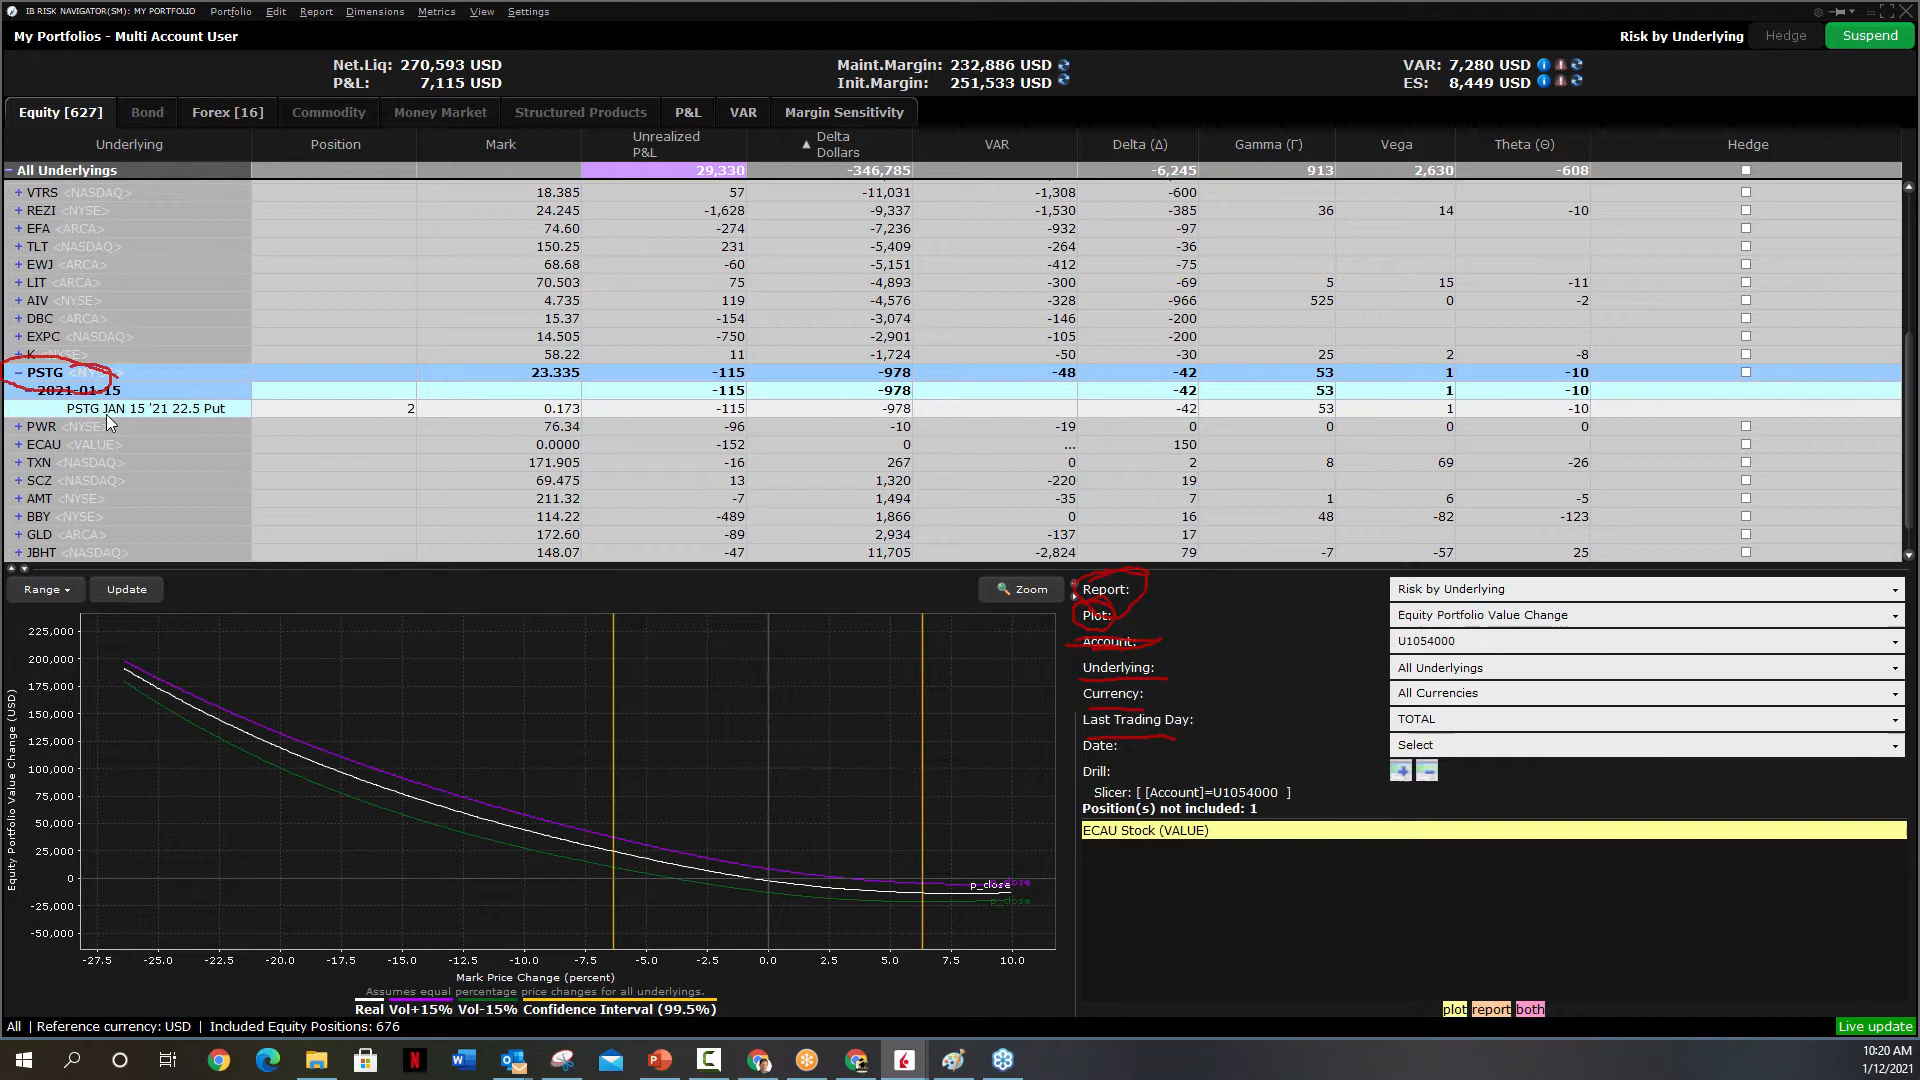 IB RISK NAVIGATOR(SM): MY PORTFOLIO Portfolio Edit Report Dimensions Metrics View Settings
My Portfolios - Multi Account User Risk by Underlying Hedge Suspend
Net.Liq: 270,593 USD Maint.Margin: 232,886 USD VAR: 7,280 USD
P&L: 7,115 USD Init.Margin: 251,533 USD ES: 8,449 USD
Equity [627] Bond Forex [16] Commodity Money Market Structured Products P&L VAR Margin Sensitivity
Underlying Position Mark Unrealized P&L Delta Dollars VAR Delta (Δ) Gamma (Γ) Vega Theta (Θ) Hedge
All Underlyings 29,330 -346,785 -6,245 913 2,630 -608
+ VTRS <NASDAQ> 18.385 57 -11,031 -1,308 -600
+ REZI <NYSE> 24.245 -1,628 -9,337 -1,530 -385 36 14 -10
+ EFA <ARCA> 74.60 -274 -7,236 -932 -97
+ TLT <NASDAQ> 150.25 231 -5,409 -264 -36
+ EWJ <ARCA> 68.68 -60 -5,151 -412 -75
+ LIT <ARCA> 70.503 75 -4,893 -300 -69 5 15 -11
+ AIV <NYSE> 4.735 119 -4,576 -328 -966 525 0 -2
+ DBC <ARCA> 15.37 -154 -3,074 -146 -200
+ EXPC <NASDAQ> 14.505 -750 -2,901 -105 -200
+ K <NYSE> 58.22 11 -1,724 -50 -30 25 2 -8
- PSTG <NYSE> 23.335 -115 -978 -48 -42 53 1 -10
2021-01-15 -115 -978 -42 53 1 -10
PSTG JAN 15 '21 22.5 Put 2 0.173 -115 -978 -42 53 1 -10
+ PWR <NYSE> 76.34 -96 -10 -19 0 0 0 0
+ ECAU <VALUE> 0.0000 -152 0 ... 150
+ TXN <NASDAQ> 171.905 -16 267 0 2 8 69 -26
+ SCZ <NASDAQ> 69.475 13 1,320 -220 19
+ AMT <NYSE> 211.32 -7 1,494 -35 7 1 6 -5
+ BBY <NYSE> 114.22 -489 1,866 0 16 48 -82 -123
+ GLD <ARCA> 172.60 -89 2,934 -137 17
+ JBHT <NASDAQ> 148.07 -47 11,705 -2,824 79 -7 -57 25
Range Update Zoom
Report: Risk by Underlying
Plot: Equity Portfolio Value Change
Account: U1054000
Underlying: All Underlyings
Currency: All Currencies
Last Trading Day: TOTAL
Date: Select
Drill:
Slicer: [ [Account]=U1054000 ]
Position(s) not included: 1
ECAU Stock (VALUE)
plot report both
Equity Portfolio Value Change (USD)
225,000
200,000
175,000
150,000
125,000
100,000
75,000
50,000
25,000
0
-25,000
-50,000
p_close
p_close
p_close
-27.5 -25.0 -22.5 -20.0 -17.5 -15.0 -12.5 -10.0 -7.5 -5.0 -2.5 0.0 2.5 5.0 7.5 10.0
Mark Price Change (percent)
Assumes equal percentage price changes for all underlyings.
Real Vol+15% Vol-15% Confidence Interval (99.5%)
All | Reference currency: USD | Included Equity Positions: 676 Live update
10:20 AM
1/12/2021